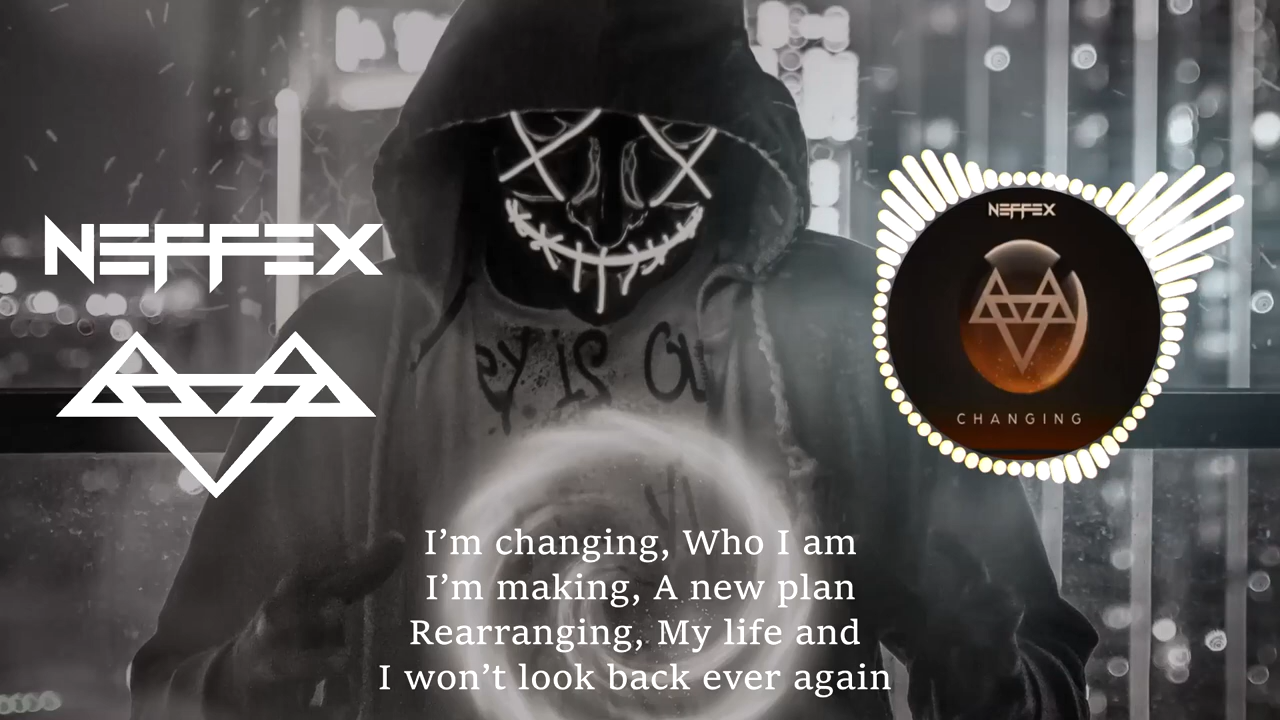 NEFFEX
NEFFEX
CHANGING
I’m changing, Who I am
I’m making, A new plan
Rearranging, My life and
I won’t look back ever again